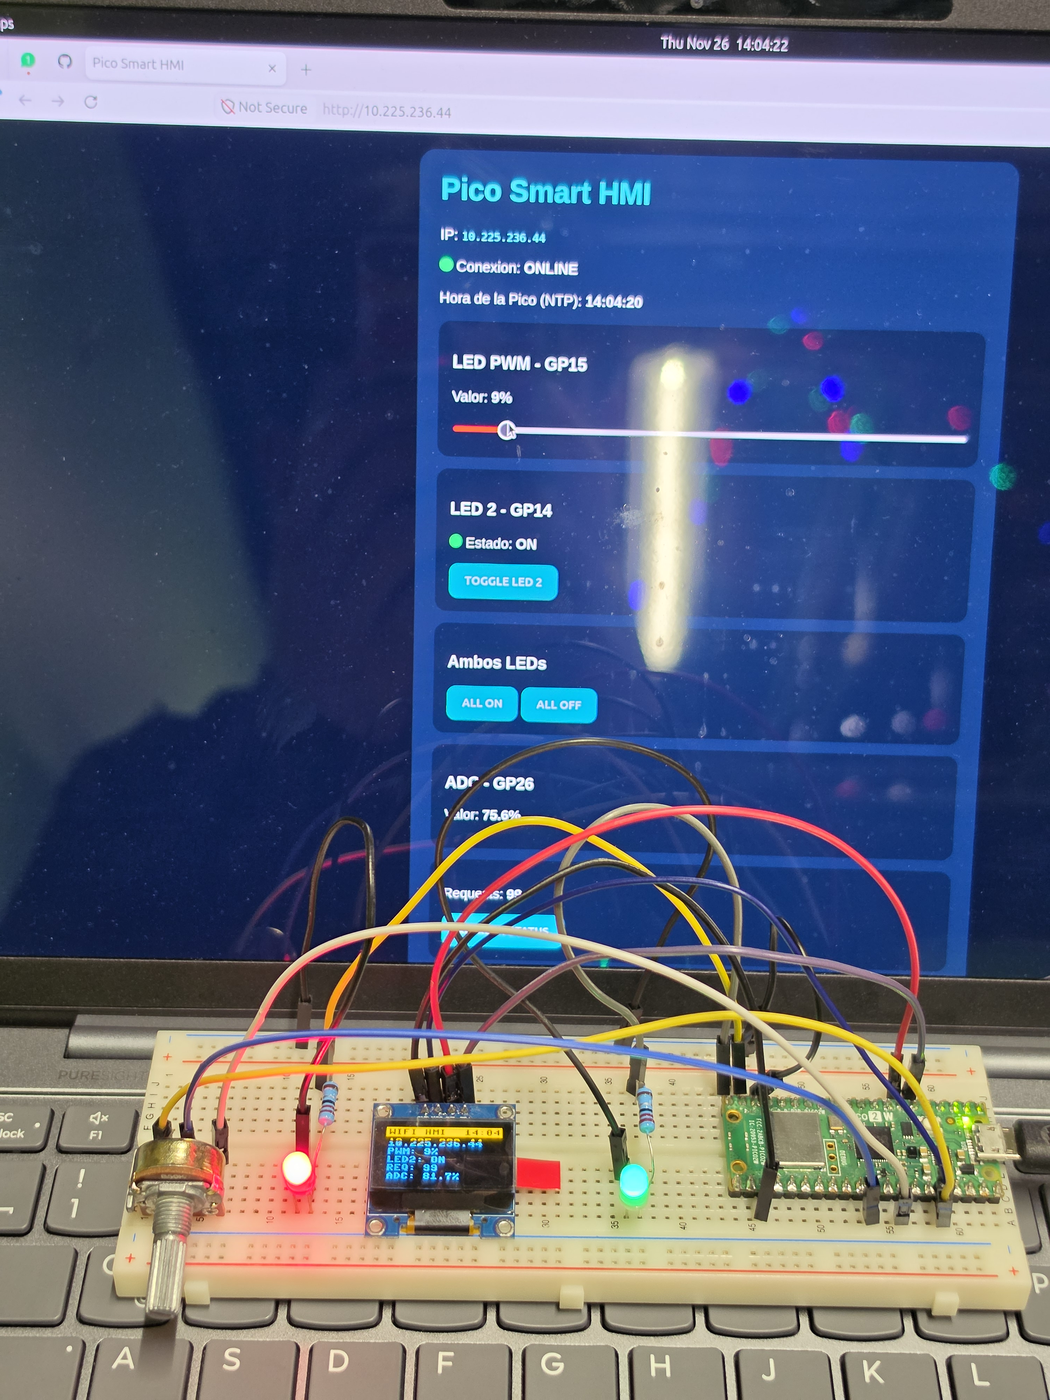 ps
Thu Nov 26 14:04:22
Pico Smart HMI
Not Secure http://10.225.236.44
Pico Smart HMI
IP: 10.225.236.44
Conexion: ONLINE
Hora de la Pico (NTP): 14:04:20
LED PWM - GP15
Valor: 9%
LED 2 - GP14
Estado: ON
TOGGLE LED 2
Ambos LEDs
ALL ON ALL OFF
ADC - GP26
Valor: 75.6%
WIFI HMI 14:04
10.225.236.44
PWM: 9%
LED2: ON
REQ: 99
ADC: 81.7%
F1
!
1
A S D F G H J K L
P